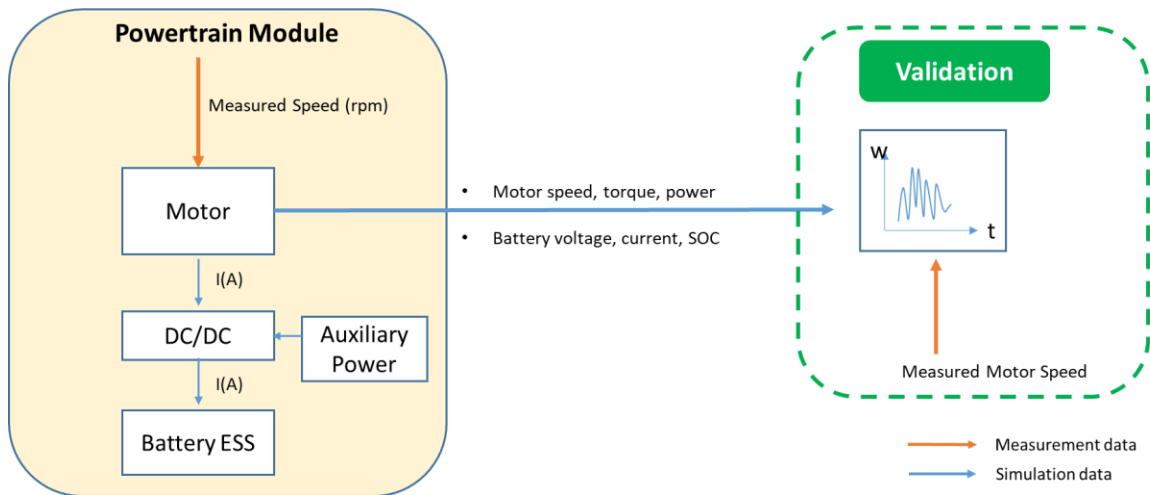 Powertrain Module
Measured Speed (rpm)
Motor
I(A)
DC/DC
Auxiliary
Power
I(A)
Battery ESS
• Motor speed, torque, power
• Battery voltage, current, SOC
Validation
w
t
Measured Motor Speed
Measurement data
Simulation data